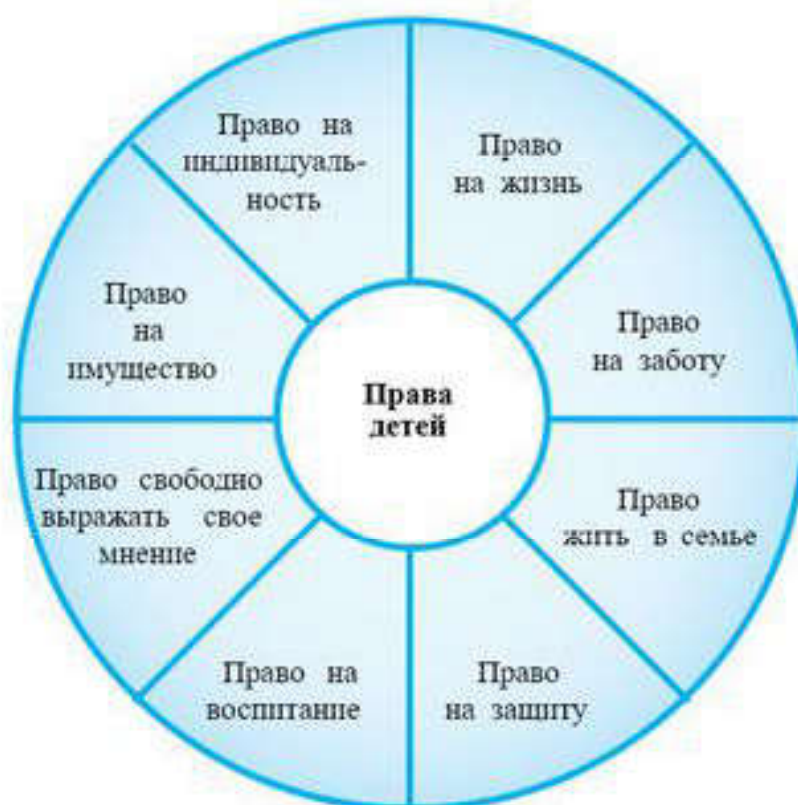 Право на
индивидуаль-
ность
Право
на жизнь
Право
на заботу
Право
жить в семье
Право
на защиту
Право на
воспитание
Право свободно
выражать свое
мнение
Право
на
имущество
Права
детей